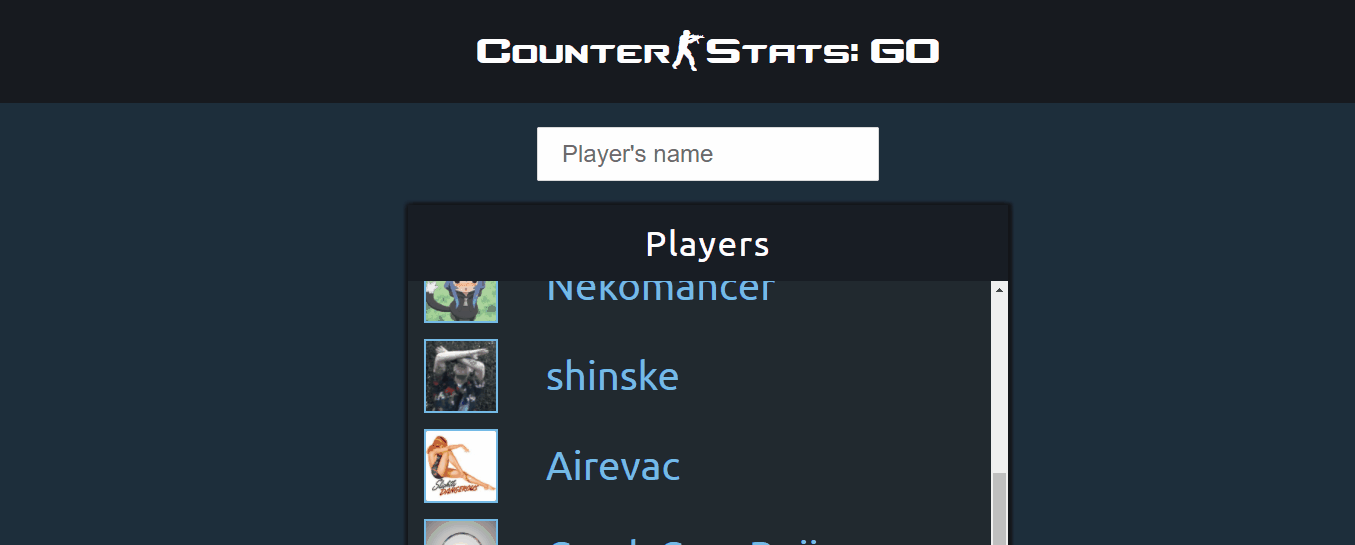 Counter Stats: GO
Player's name
Players
Nekomancer
shinske
Airevac